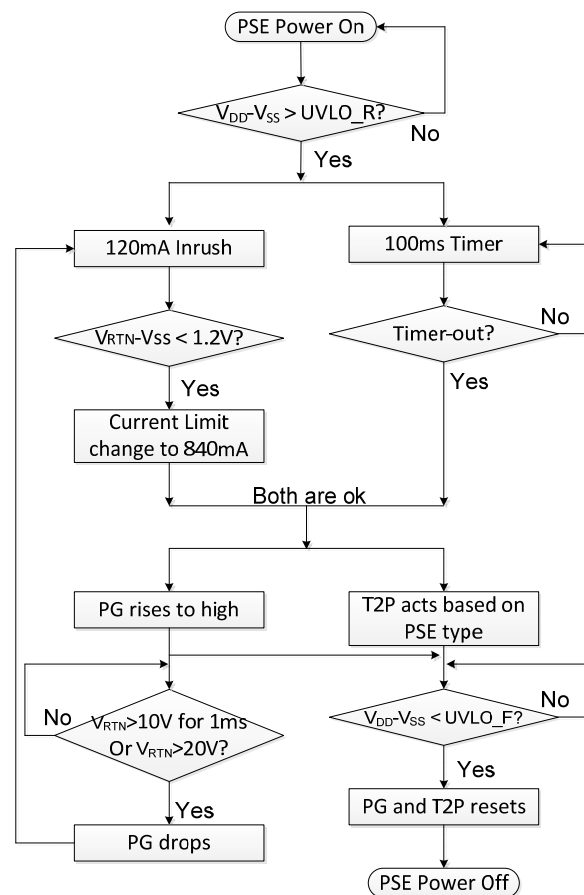 PSE Power On
VDD-VSS > UVLO_R?
No
Yes
120mA Inrush
100ms Timer
VRTN-VSS < 1.2V?
Timer-out?
No
Yes
Yes
Current Limit
change to 840mA
Both are ok
PG rises to high
T2P acts based on
PSE type
No
VRTN>10V for 1ms
Or VRTN>20V?
VDD-VSS < UVLO_F?
No
Yes
Yes
PG drops
PG and T2P resets
PSE Power Off